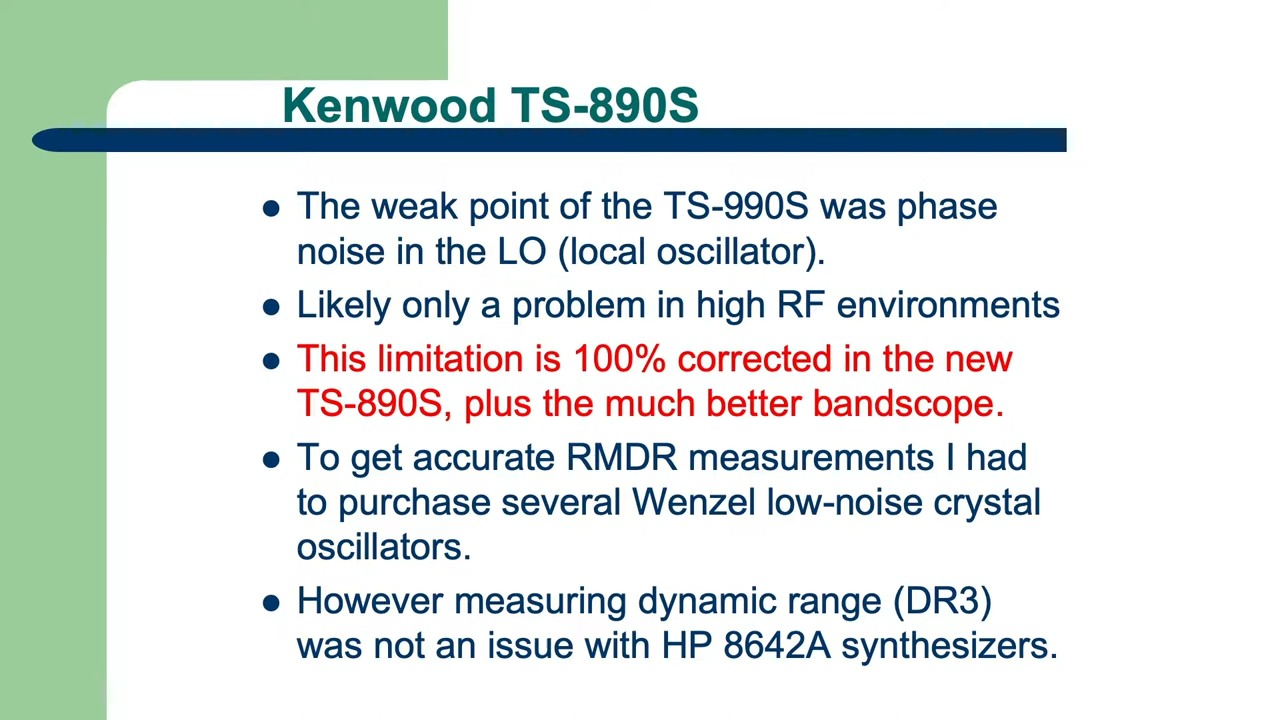 Kenwood TS-890S
● The weak point of the TS-990S was phase
noise in the LO (local oscillator).
● Likely only a problem in high RF environments
● This limitation is 100% corrected in the new
TS-890S, plus the much better bandscope.
● To get accurate RMDR measurements I had
to purchase several Wenzel low-noise crystal
oscillators.
● However measuring dynamic range (DR3)
was not an issue with HP 8642A synthesizers.